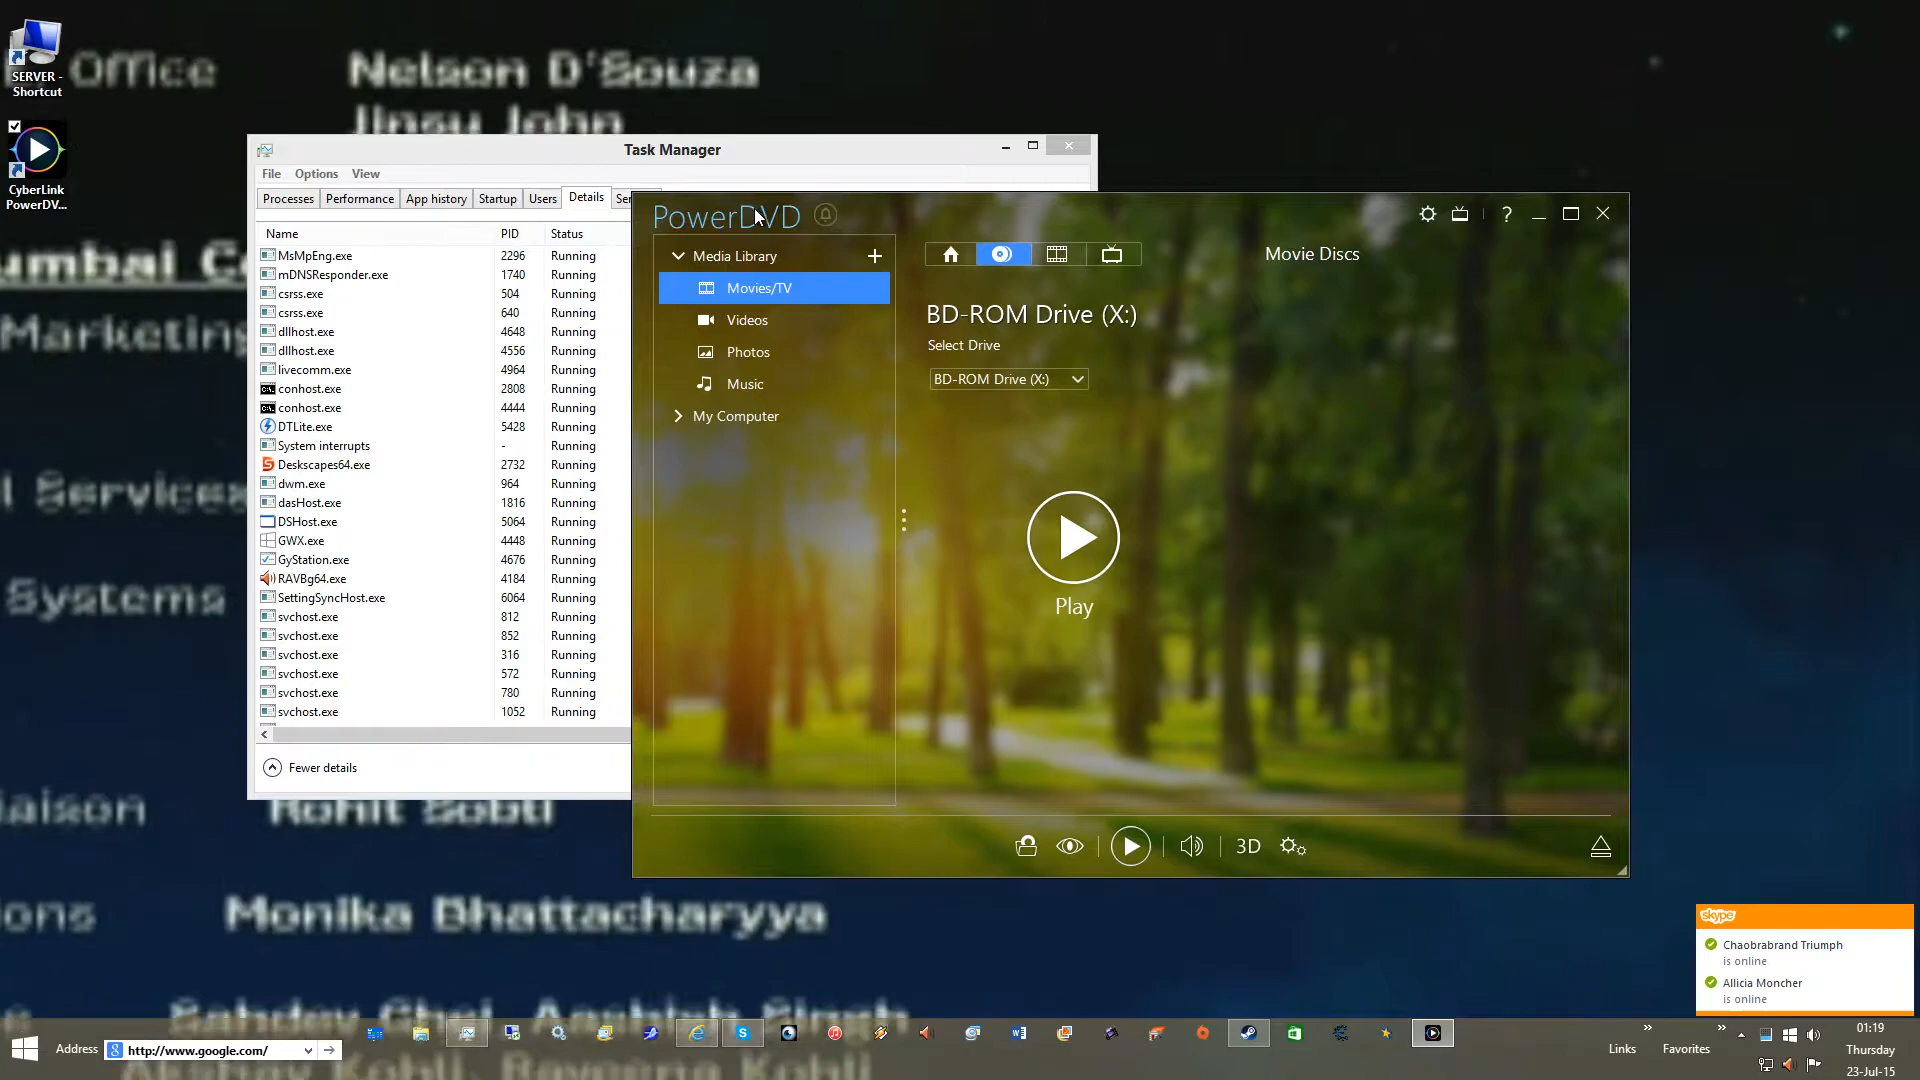 SERVER -
Shortcut
CyberLink
PowerDV...
Office
Nelson D'Souza
Jinsu John
umbai C
Marketing
l Services
Systems
iaison
Rohit Sobti
ions
Monika Bhattacharyya
Task Manager
File Options View
Processes Performance App history Startup Users Details Ser
Name PID Status
MsMpEng.exe 2296 Running
mDNSResponder.exe 1740 Running
csrss.exe 504 Running
csrss.exe 640 Running
dllhost.exe 4648 Running
dllhost.exe 4556 Running
livecomm.exe 4964 Running
conhost.exe 2808 Running
conhost.exe 4444 Running
DTLite.exe 5428 Running
System interrupts - Running
Deskscapes64.exe 2732 Running
dwm.exe 964 Running
dasHost.exe 1816 Running
DSHost.exe 5064 Running
GWX.exe 4448 Running
GyStation.exe 4676 Running
RAVBg64.exe 4184 Running
SettingSyncHost.exe 6064 Running
svchost.exe 812 Running
svchost.exe 852 Running
svchost.exe 316 Running
svchost.exe 572 Running
svchost.exe 780 Running
svchost.exe 1052 Running
Fewer details
PowerDVD
Media Library
Movies/TV
Videos
Photos
Music
My Computer
Movie Discs
BD-ROM Drive (X:)
Select Drive
BD-ROM Drive (X:)
Play
3D
skype
Chaobrabrand Triumph
is online
Allicia Moncher
is online
Address http://www.google.com/
Links Favorites
01:19
Thursday
23-Jul-15